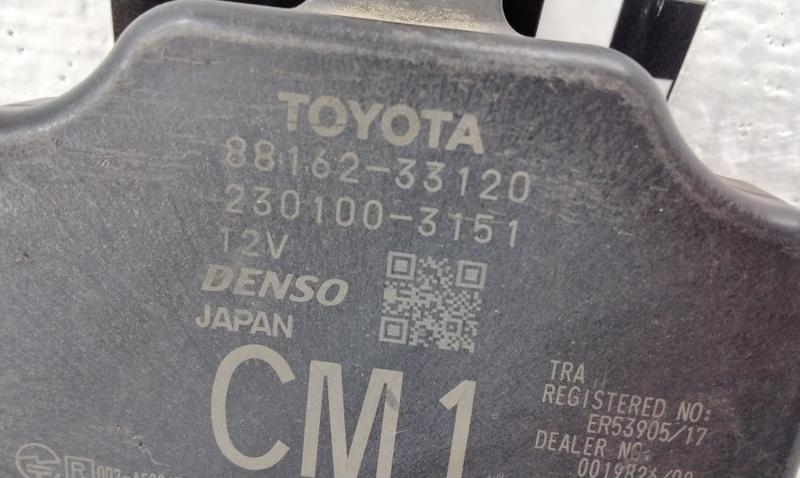 TOYOTA
88162-33120
230100-3151
12V
DENSO
JAPAN
CM1
TRA
REGISTERED NO:
ER53905/17
DEALER NO:
R